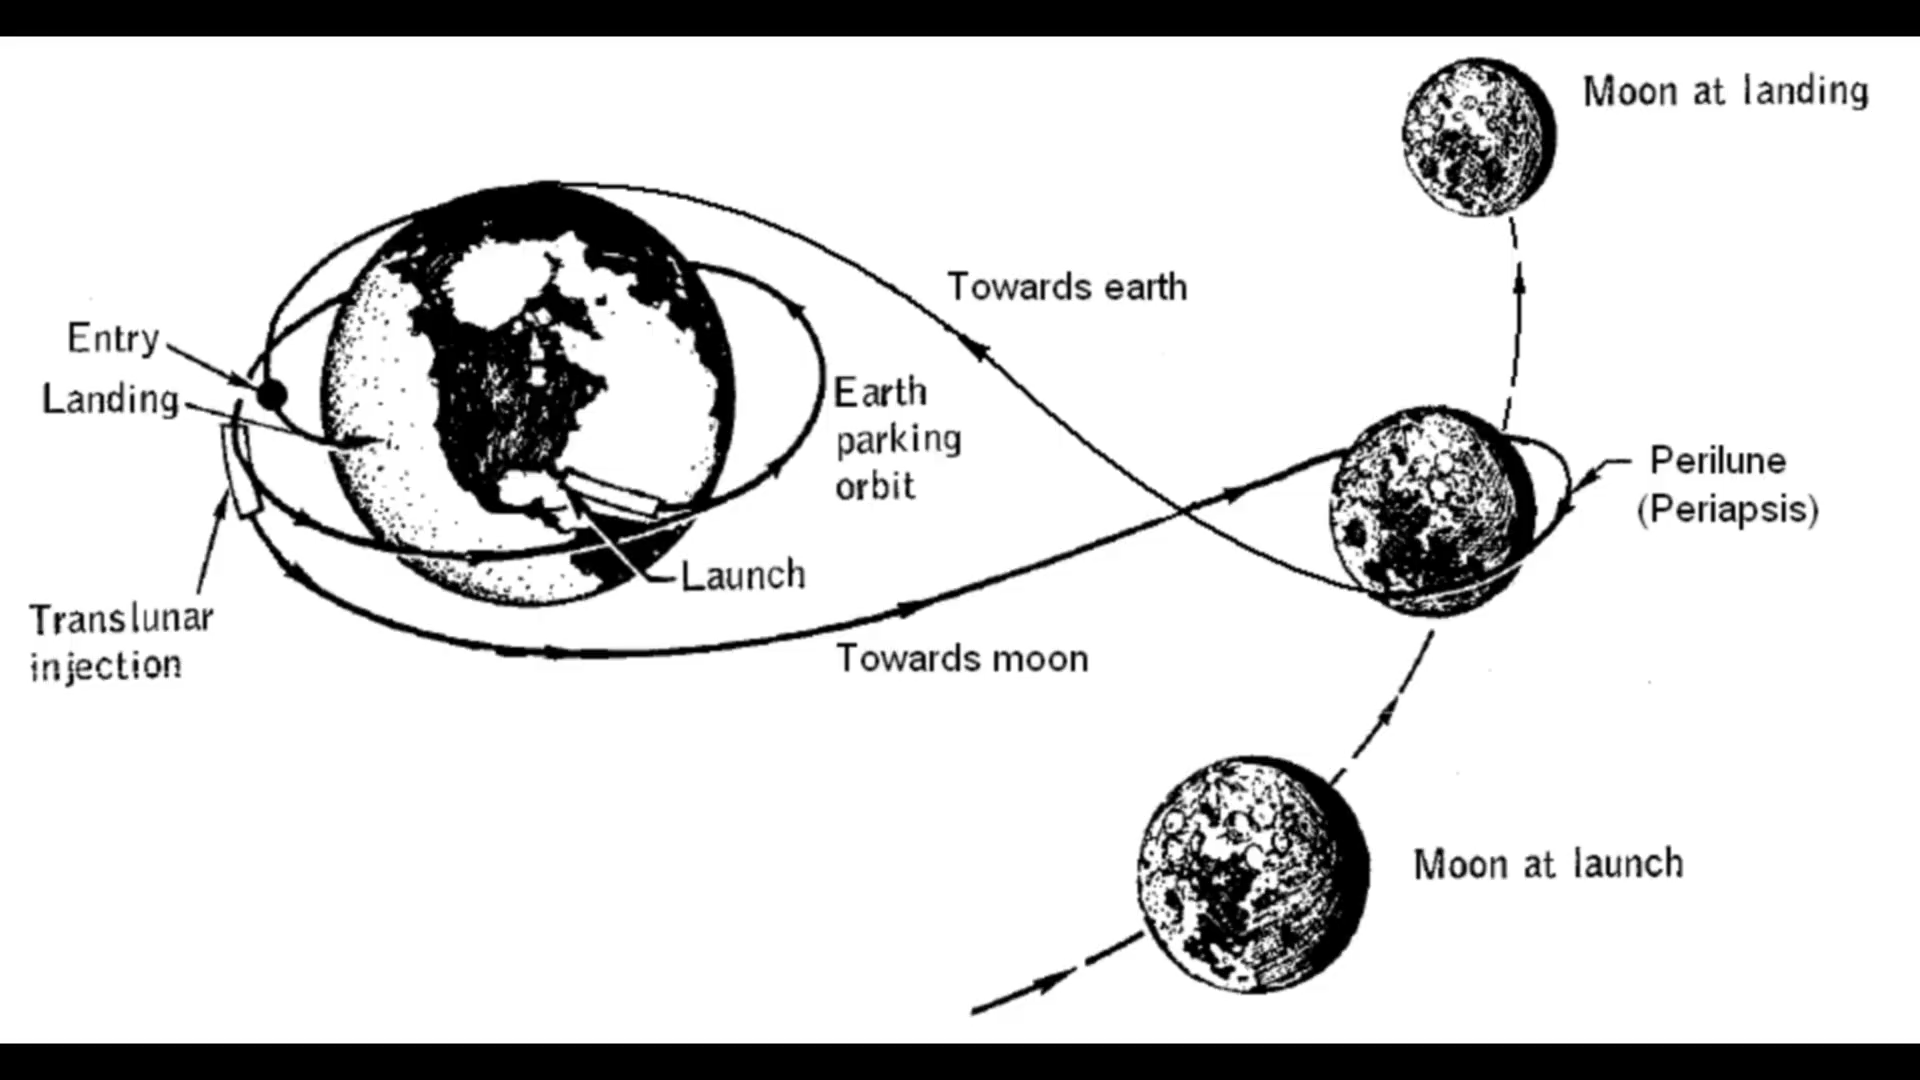 Moon at landing
Towards earth
Entry
Landing
Earth
parking
orbit
Perilune
(Periapsis)
Launch
Translunar
injection
Towards moon
Moon at launch